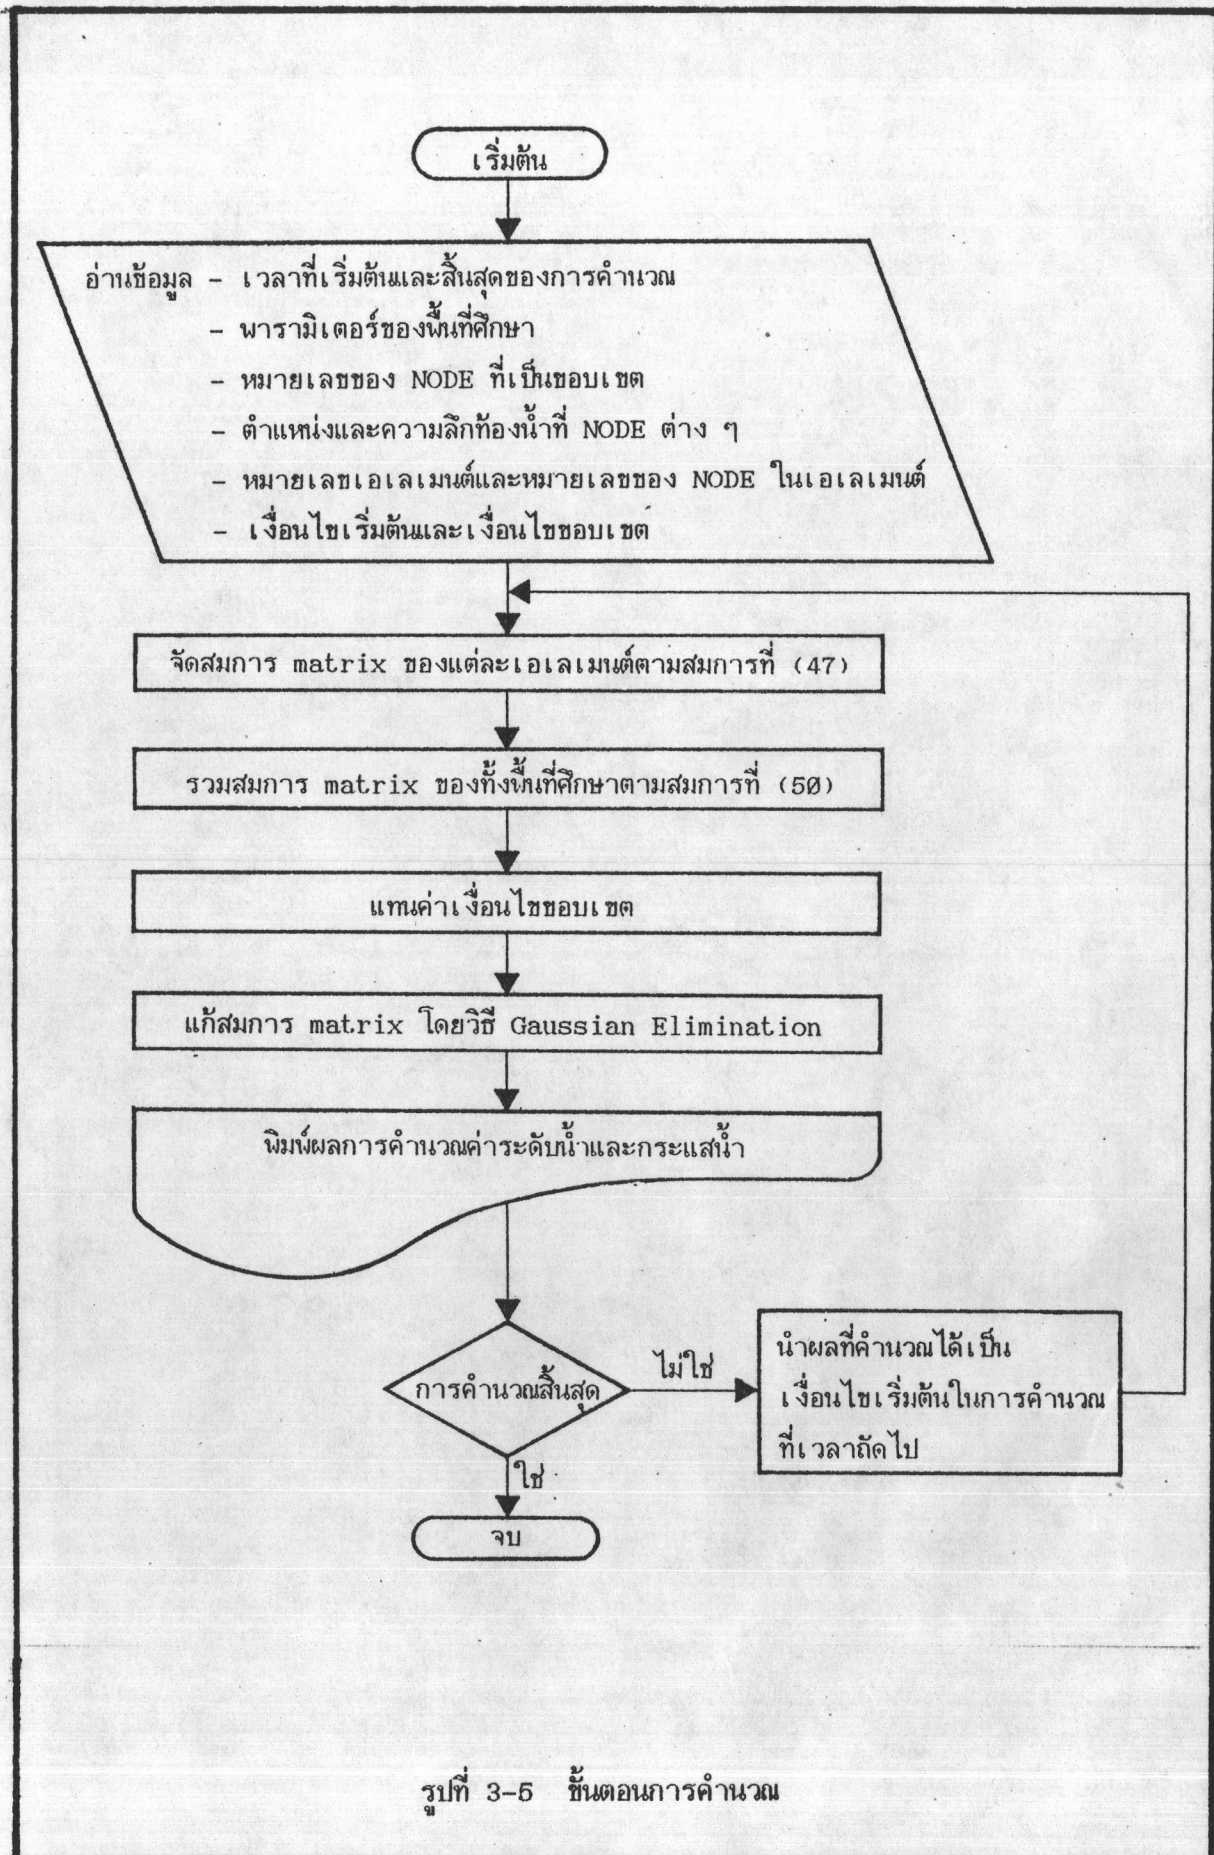 เริ่มต้น
อ่านข้อมูล - เวลาที่เริ่มต้นและสิ้นสุดของการคำนวณ
- พารามิเตอร์ของพื้นที่ศึกษา
- หมายเลขของ NODE ที่เป็นขอบเขต
- ตำแหน่งและความลึกท้องน้ำที่ NODE ต่าง ๆ
- หมายเลขเอเลเมนต์และหมายเลขของ NODE ในเอเลเมนต์
- เงื่อนไขเริ่มต้นและเงื่อนไขขอบเขต
จัดสมการ matrix ของแต่ละเอเลเมนต์ตามสมการที่ (47)
รวมสมการ matrix ของทั้งพื้นที่ศึกษาตามสมการที่ (50)
แทนค่าเงื่อนไขขอบเขต
แก้สมการ matrix โดยวิธี Gaussian Elimination
พิมพ์ผลการคำนวณค่าระดับน้ำและกระแสน้ำ
การคำนวณสิ้นสุด
ไม่ใช่
นำผลที่คำนวณได้เป็น
เงื่อนไขเริ่มต้นในการคำนวณ
ที่เวลาถัดไป
ใช่
จบ
รูปที่ 3-5 ขั้นตอนการคำนวณ